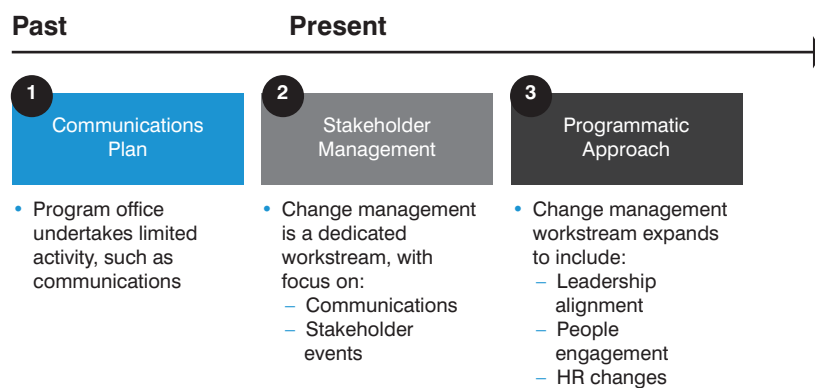 Past
Present
1
Communications
Plan
• Program office
undertakes limited
activity, such as
communications
2
Stakeholder
Management
• Change management
is a dedicated
workstream, with
focus on:
– Communications
– Stakeholder
events
3
Programmatic
Approach
• Change management
workstream expands
to include:
– Leadership
alignment
– People
engagement
– HR changes